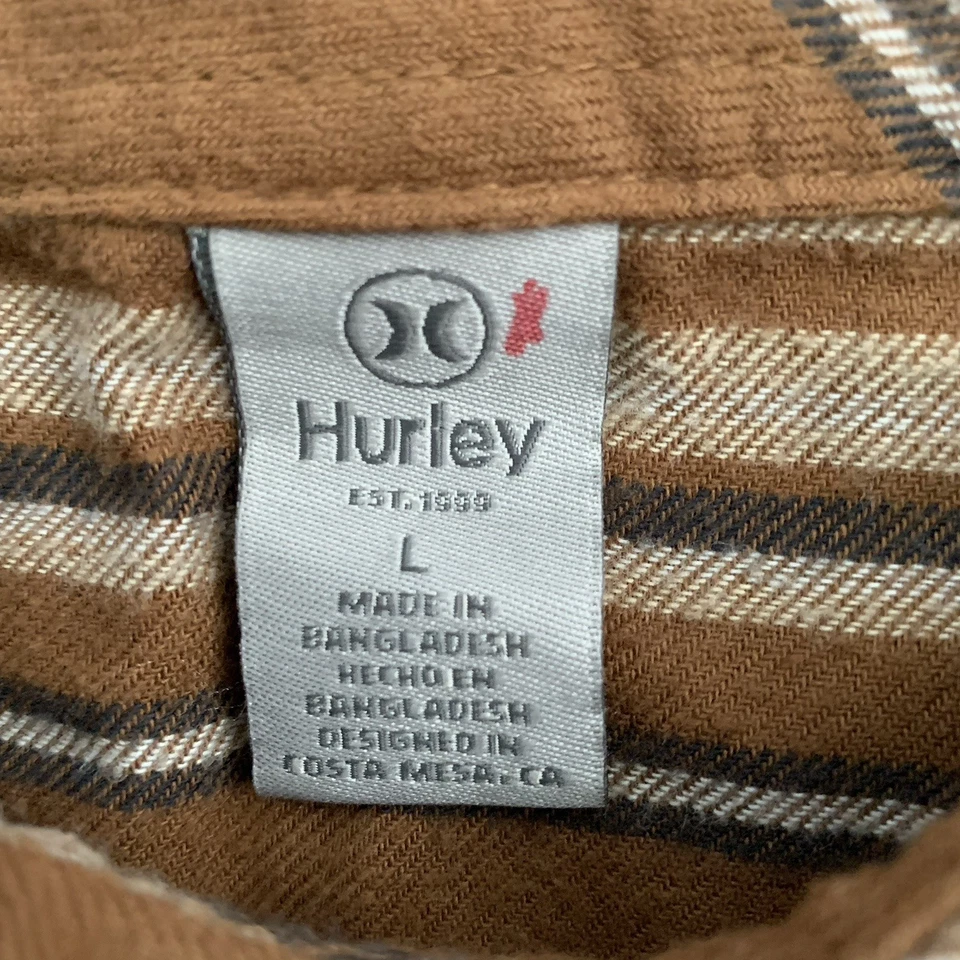 Hurley
EST. 1999
L
MADE IN
BANGLADESH
HECHO EN
BANGLADESH
DESIGNED IN
COSTA MESA, CA